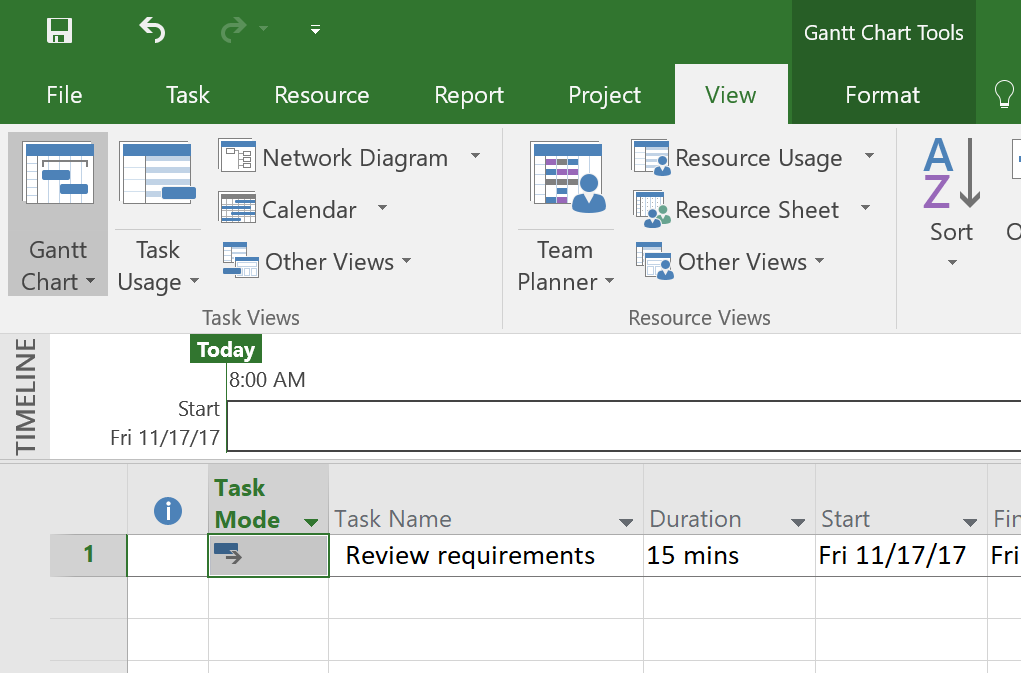 Gantt Chart Tools
File
Task
Resource
Report
Project
View
Format
Gantt
Chart
Task
Usage
Network Diagram
Calendar
Other Views
Task Views
Team
Planner
Resource Usage
Resource Sheet
Other Views
Resource Views
A
Z
Sort
O
TIMELINE
Today
8:00 AM
Start
Fri 11/17/17
Task
Mode
Task Name
Duration
Start
Fin
1
Review requirements
15 mins
Fri 11/17/17
Fri